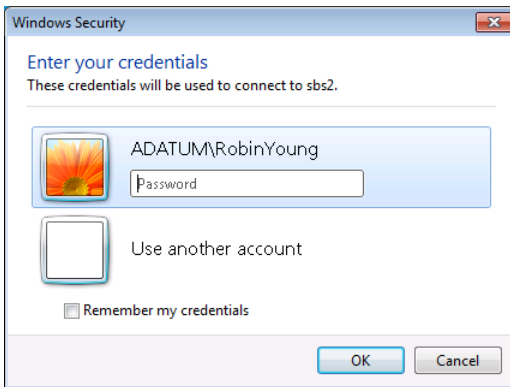 Windows Security
Enter your credentials
These credentials will be used to connect to sbs2.
ADATUM\RobinYoung
Password
Use another account
Remember my credentials
OK
Cancel